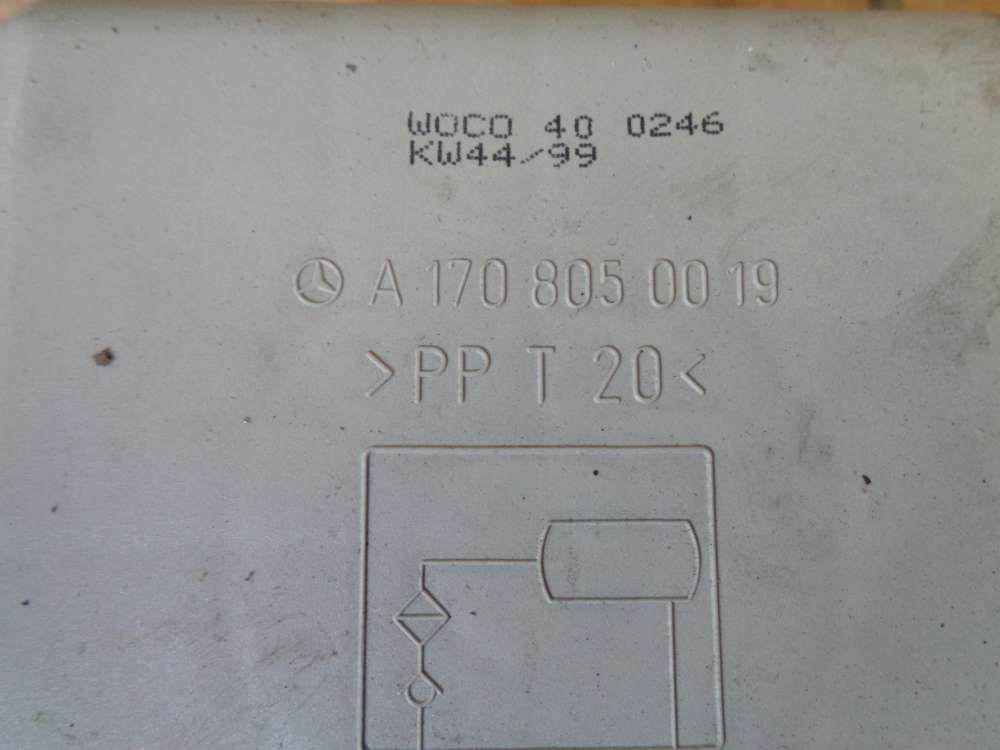 WOCO 40 0246
KW44/99
A 170 805 00 19
>PP T 20<